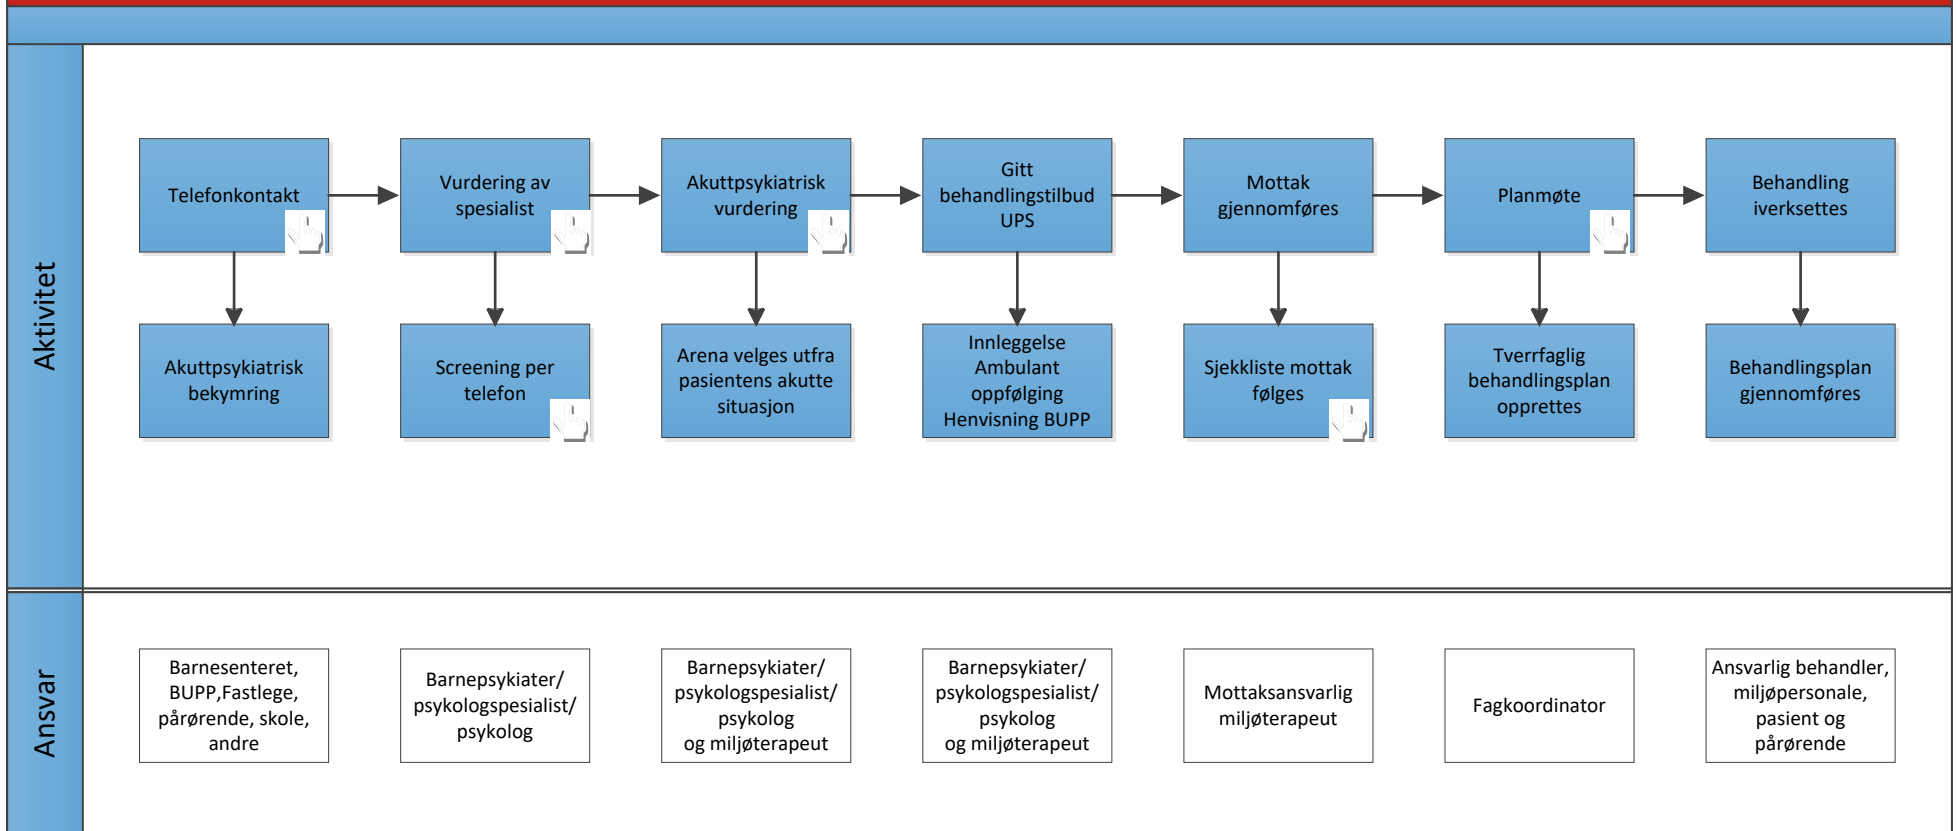 Aktivitet
Telefonkontakt
Vurdering av
spesialist
Akuttpsykiatrisk
vurdering
Gitt
behandlingstilbud
UPS
Mottak
gjennomføres
Planmøte
Behandling
iverksettes
Akuttpsykiatrisk
bekymring
Screening per
telefon
Arena velges utfra
pasientens akutte
situasjon
Innleggelse
Ambulant
oppfølging
Henvisning BUPP
Sjekkliste mottak
følges
Tverrfaglig
behandlingsplan
opprettes
Behandlingsplan
gjennomføres
Ansvar
Barnesenteret,
BUPP,Fastlege,
pårørende, skole,
andre
Barnepsykiater/
psykologspesialist/
psykolog
Barnepsykiater/
psykologspesialist/
psykolog
og miljøterapeut
Barnepsykiater/
psykologspesialist/
psykolog
og miljøterapeut
Mottaksansvarlig
miljøterapeut
Fagkoordinator
Ansvarlig behandler,
miljøpersonale,
pasient og
pårørende